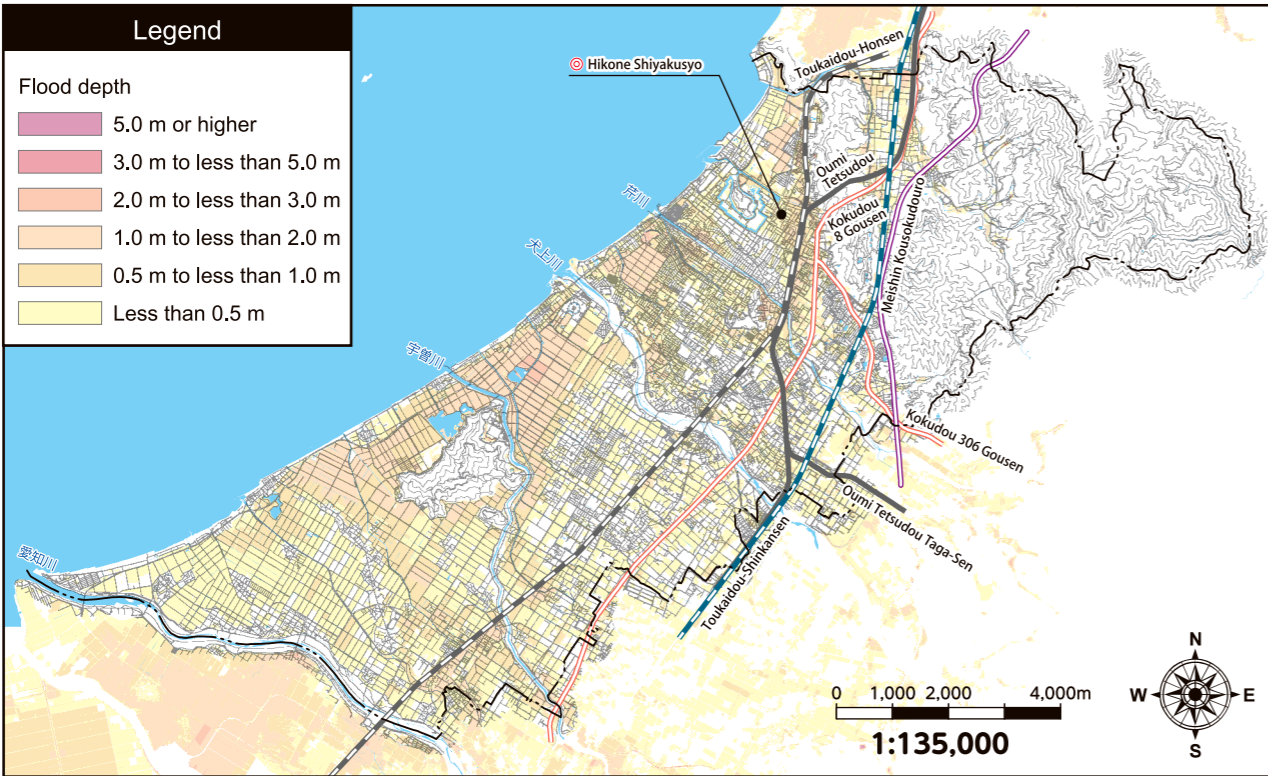 Legend
Flood depth
5.0 m or higher
3.0 m to less than 5.0 m
2.0 m to less than 3.0 m
1.0 m to less than 2.0 m
0.5 m to less than 1.0 m
Less than 0.5 m
Toukaidou-Honsen
◎ Hikone Shiyakusyo
Oumi
Tetsudou
芹川
Kokudou
8 Gousen
犬上川
Meishin Kousokudouro
宇曽川
Kokudou 306 Gousen
Oumi Tetsudou Taga-Sen
愛知川
Toukaidou-Shinkansen
N
W
E
S
0 1,000 2,000 4,000m
1:135,000